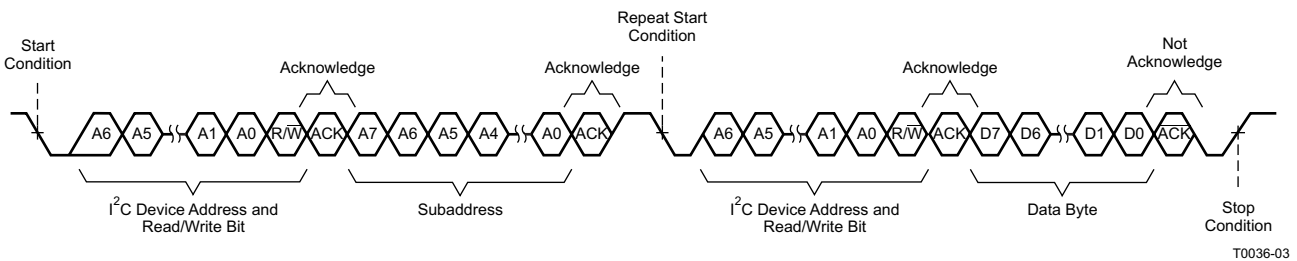 Repeat Start
Condition
Start
Condition
Not
Acknowledge
Acknowledge
Acknowledge
Acknowledge
A6 A5 A1 A0 R/W̅ ACK A7 A6 A5 A4 A0 ACK A6 A5 A1 A0 R/W̅ ACK D7 D6 D1 D0 A̅C̅K̅
I²C Device Address and
Read/Write Bit
Subaddress
I²C Device Address and
Read/Write Bit
Data Byte
Stop
Condition
T0036-03